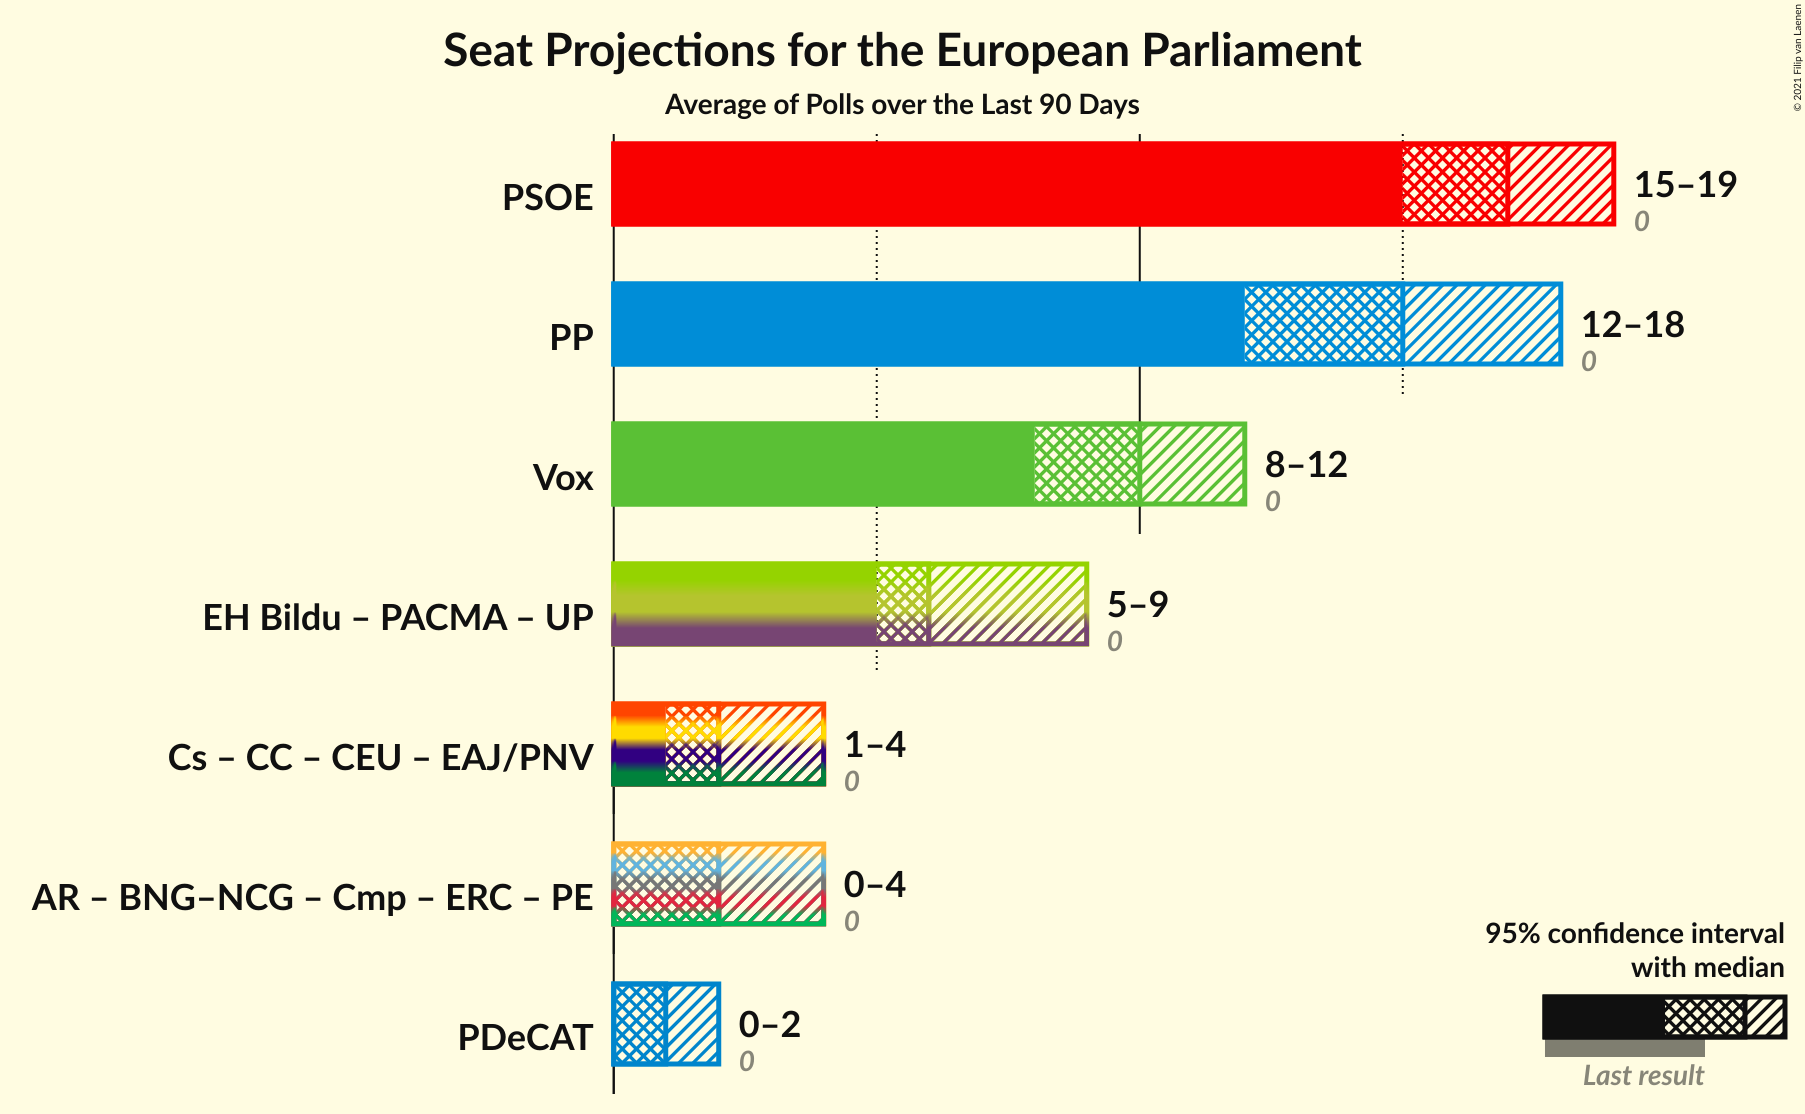 Seat Projections for the European Parliament
Average of Polls over the Last 90 Days
© 2021 Filip van Laenen
PSOE
15–19
0
PP
12–18
0
Vox
8–12
0
EH Bildu – PACMA – UP
5–9
0
Cs – CC – CEU – EAJ/PNV
1–4
0
AR – BNG–NCG – Cmp – ERC – PE
0–4
0
PDeCAT
0–2
0
95% confidence interval
with median
Last result